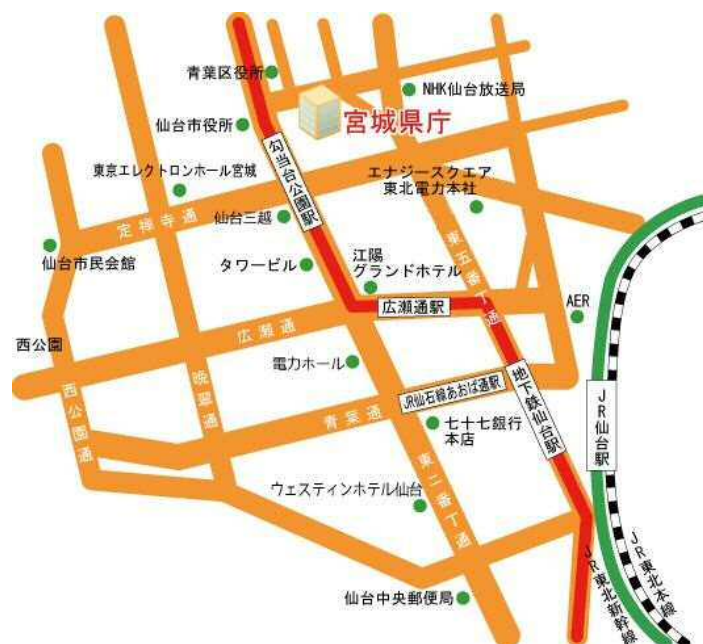 青葉区役所
NHK仙台放送局
仙台市役所
宮城県庁
勾当台公園駅
東京エレクトロンホール宮城
エナジースクエア
東北電力本社
定禅寺通
仙台三越
仙台市民会館
タワービル
江陽
グランドホテル
東五番丁通
広瀬通駅
AER
広瀬通
西公園
電力ホール
JR仙石線あおば通駅
地下鉄仙台駅
JR仙台駅
西公園通
晩翠通
青葉通
七十七銀行
本店
東二番丁通
ウェスティンホテル仙台
仙台中央郵便局
JR東北新幹線
JR東北本線